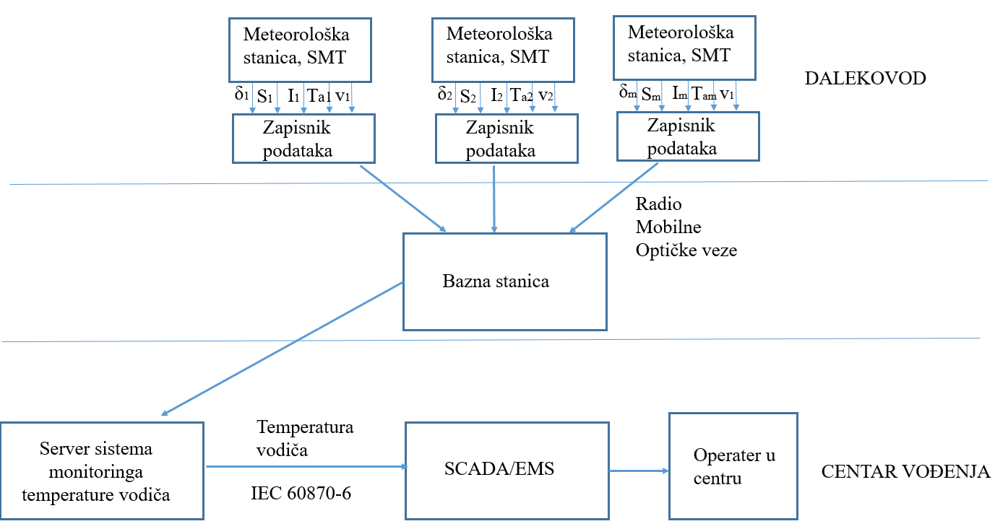 Meteorološka
stanica, SMT
Meteorološka
stanica, SMT
Meteorološka
stanica, SMT
DALEKOVOD
δ1 S1 I1 Ta1 v1
δ2 S2 I2 Ta2 v2
δm Sm Im Tam v1
Zapisnik
podataka
Zapisnik
podataka
Zapisnik
podataka
Radio
Mobilne
Optičke veze
Bazna stanica
Server sistema
monitoringa
temperature vodiča
Temperatura
vodiča
IEC 60870-6
SCADA/EMS
Operater u
centru
CENTAR VOĐENJA